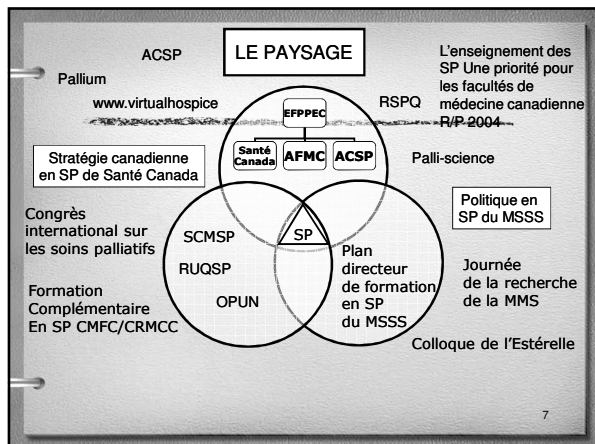 LE PAYSAGE
ACSP
Pallium
www.virtualhospice
L'enseignement des
SP Une priorité pour
les facultés de
médecine canadienne
R/P 2004
RSPQ
EFPPEC
Santé
Canada
AFMC
ACSP
Palli-science
Stratégie canadienne
en SP de Santé Canada
Politique en
SP du MSSS
Congrès
international sur
les soins palliatifs
SCMSP
RUQSP
OPUN
SP
Plan
directeur
de formation
en SP
du MSSS
Journée
de la recherche
de la MMS
Formation
Complémentaire
En SP CMFC/CRMCC
Colloque de l'Estérelle
7